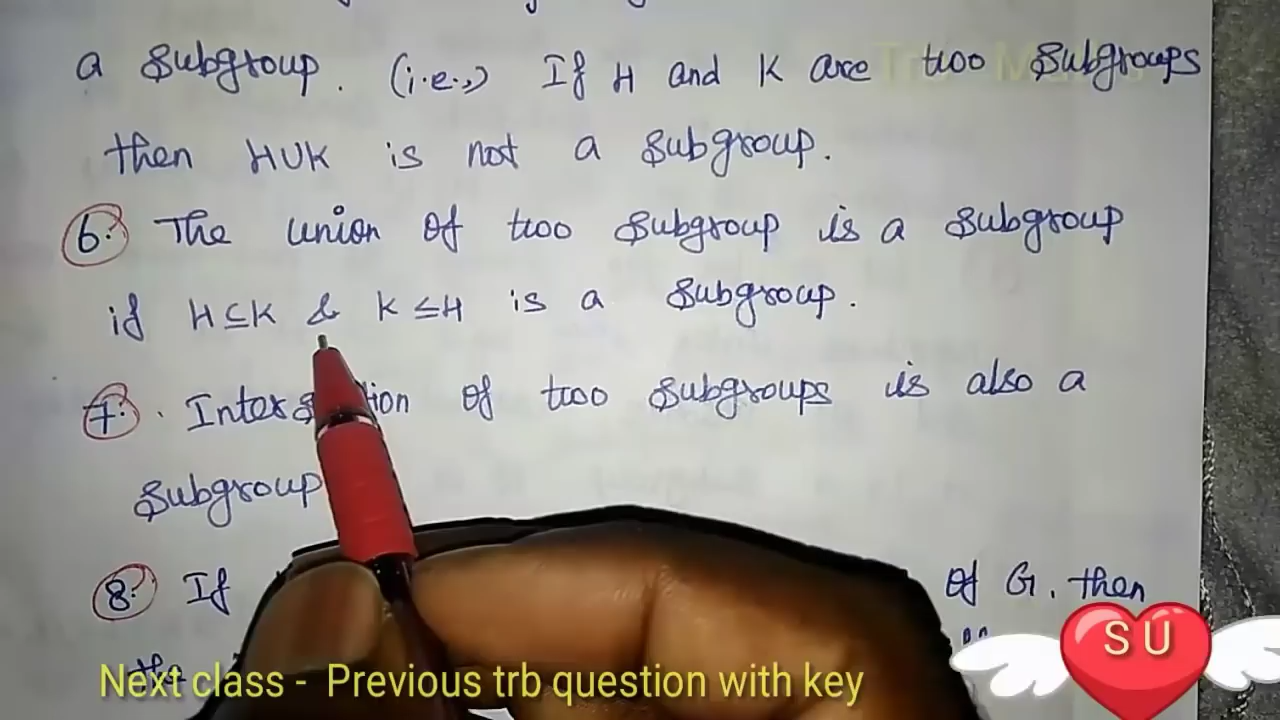 a subgroup. (i.e.,) If H and K are two subgroups
then HUK is not a subgroup.
6. The union of two subgroup is a subgroup
if H⊆K & K≤H is a subgroup.
7. of two subgroups is also a
subgroup
8. If of G. then
the
SU
Next class - Previous trb question with key